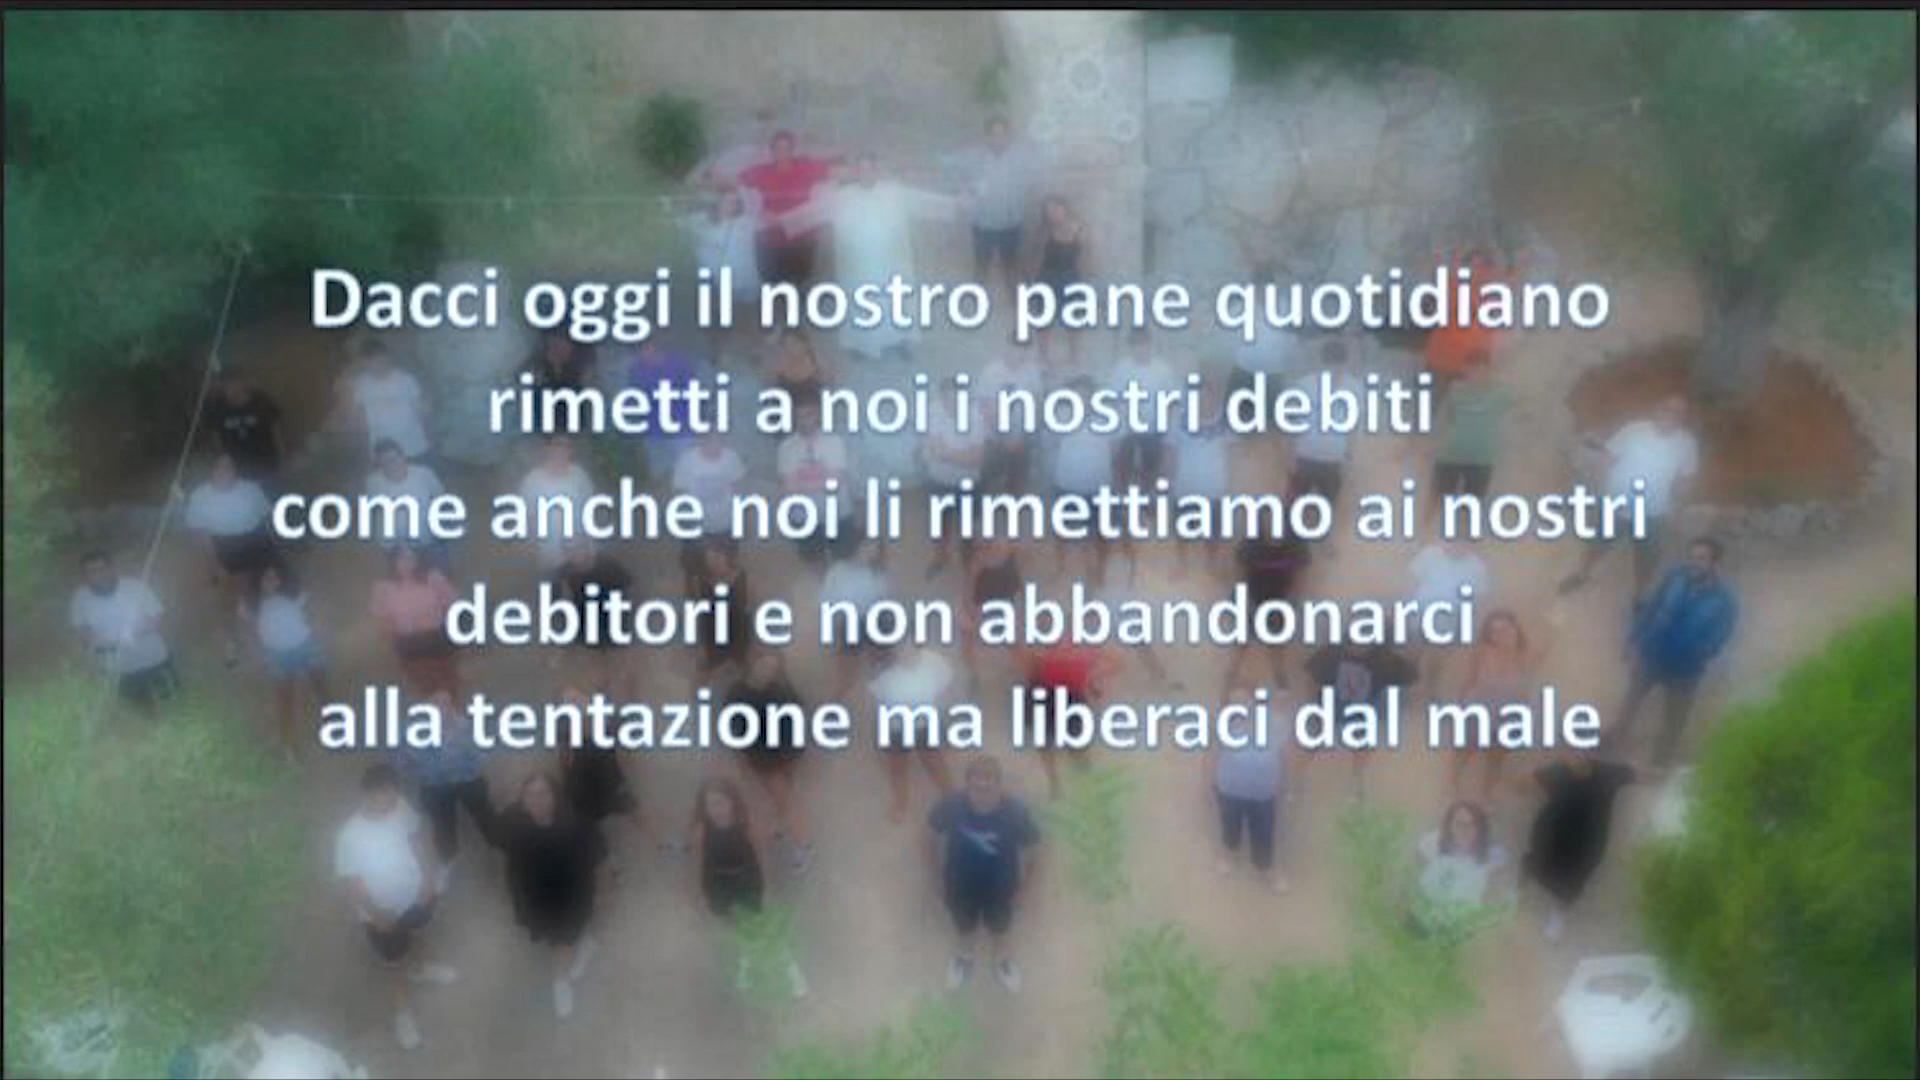 Dacci oggi il nostro pane quotidiano
rimetti a noi i nostri debiti
come anche noi li rimettiamo ai nostri
debitori e non abbandonarci
alla tentazione ma liberaci dal male